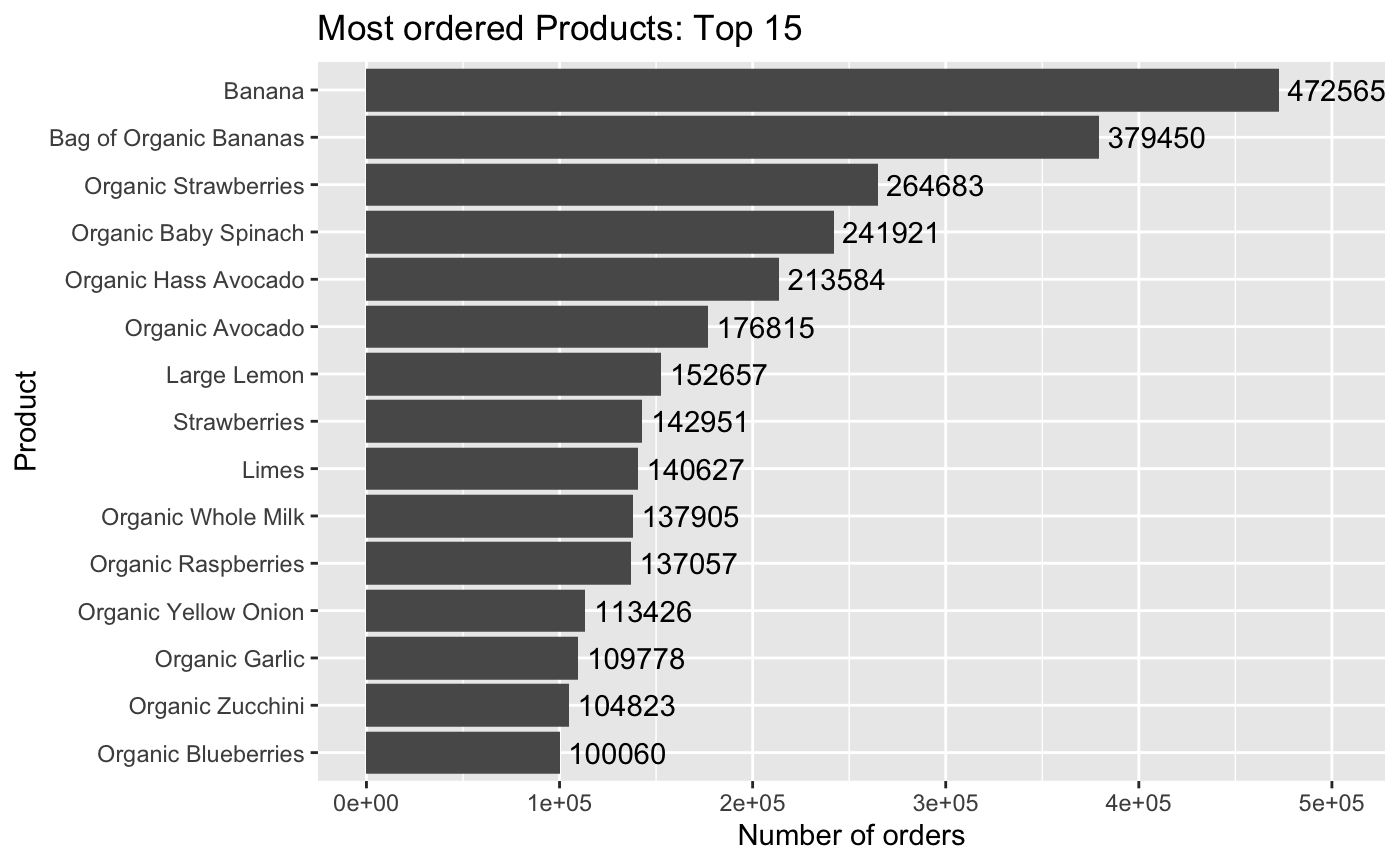 Most ordered Products: Top 15
Banana 472565
Bag of Organic Bananas 379450
Organic Strawberries 264683
Organic Baby Spinach 241921
Organic Hass Avocado 213584
Organic Avocado 176815
Large Lemon 152657
Strawberries 142951
Limes 140627
Organic Whole Milk 137905
Organic Raspberries 137057
Organic Yellow Onion 113426
Organic Garlic 109778
Organic Zucchini 104823
Organic Blueberries 100060
Product
0e+00 1e+05 2e+05 3e+05 4e+05 5e+05
Number of orders